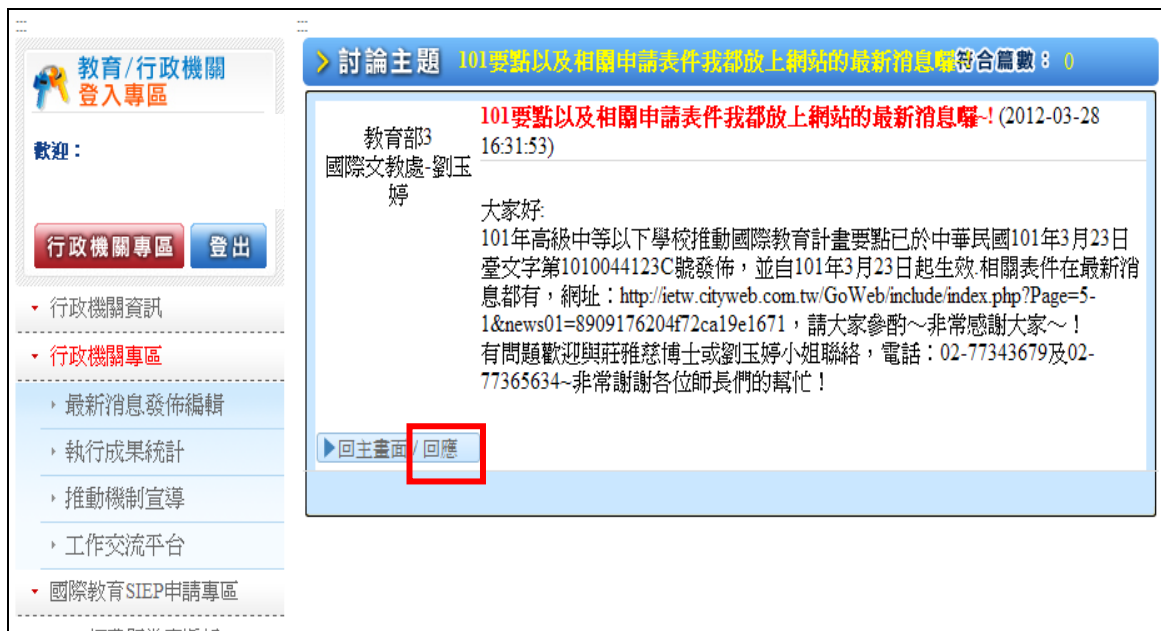 教育/行政機關
登入專區
歡迎：
行政機關專區 登出
行政機關資訊
行政機關專區
最新消息發佈編輯
執行成果統計
推動機制宣導
工作交流平台
國際教育SIEP申請專區
討論主題 101要點以及相關申請表件我都放上網站的最新消息囉 符合篇數： 0
教育部3
國際文教處-劉玉
婷
101要點以及相關申請表件我都放上網站的最新消息囉~! (2012-03-28
16:31:53)
大家好:
101年高級中等以下學校推動國際教育計畫要點已於中華民國101年3月23日
臺文字第1010044123C號發佈，並自101年3月23日起生效.相關表件在最新消
息都有，網址：http://ietw.cityweb.com.tw/GoWeb/include/index.php?Page=5-
1&news01=8909176204f72ca19e1671，請大家參酌～非常感謝大家～！
有問題歡迎與莊雅慈博士或劉玉婷小姐聯絡，電話：02-77343679及02-
77365634~非常謝謝各位師長們的幫忙！
回主畫面 / 回應